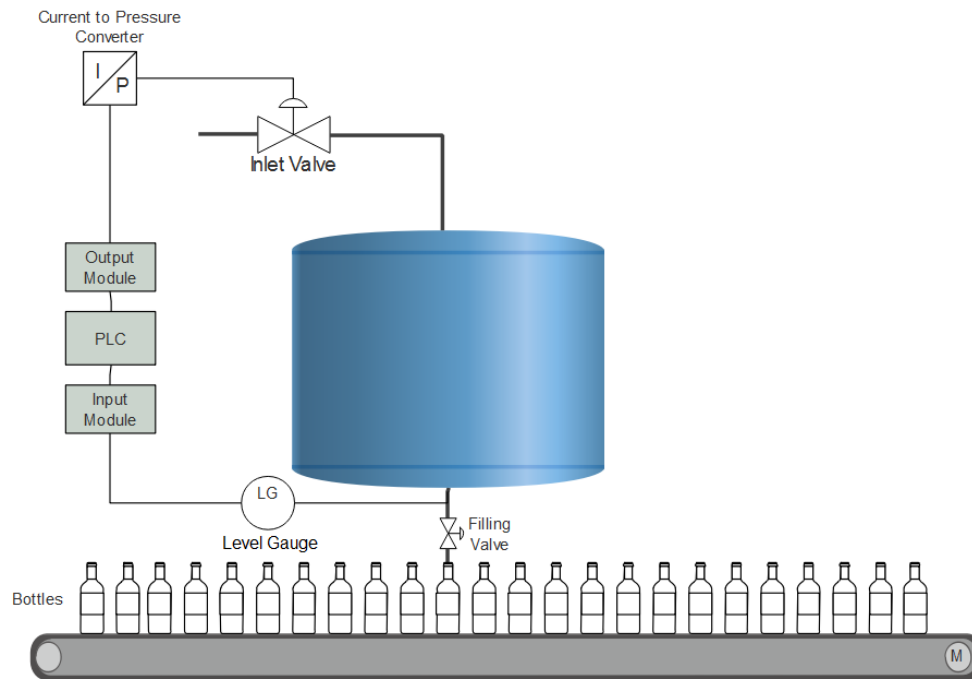 Current to Pressure
Converter
I
P
Inlet Valve
Output
Module
PLC
Input
Module
LG
Level Gauge
Filling
Valve
Bottles
M